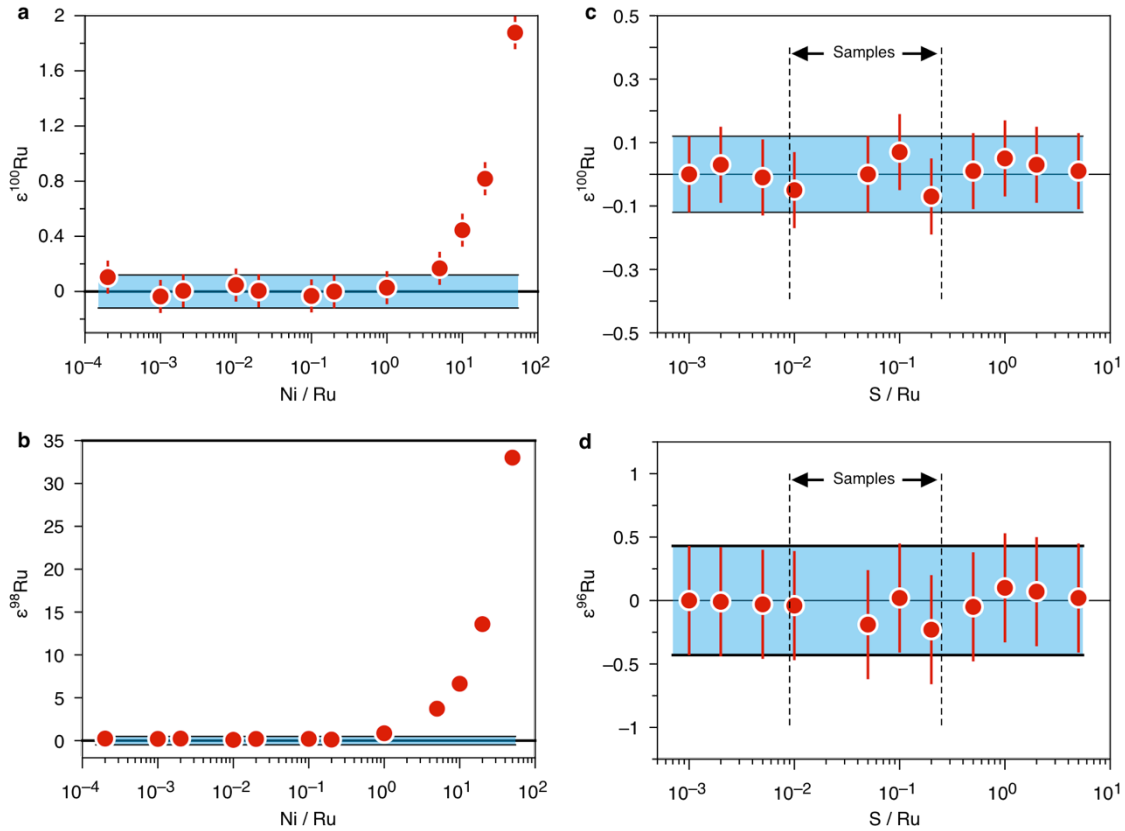 a
2
1.6
1.2
0.8
0.4
0
ε¹⁰⁰Ru
10⁻⁴ 10⁻³ 10⁻² 10⁻¹ 10⁰ 10¹ 10²
Ni / Ru
c
0.5
0.3
0.1
−0.1
−0.3
−0.5
ε¹⁰⁰Ru
Samples
10⁻³ 10⁻² 10⁻¹ 10⁰ 10¹
S / Ru
b
35
30
25
20
15
10
5
0
ε⁹⁸Ru
10⁻⁴ 10⁻³ 10⁻² 10⁻¹ 10⁰ 10¹ 10²
Ni / Ru
d
1
0.5
0
−0.5
−1
ε⁹⁶Ru
Samples
10⁻³ 10⁻² 10⁻¹ 10⁰ 10¹
S / Ru